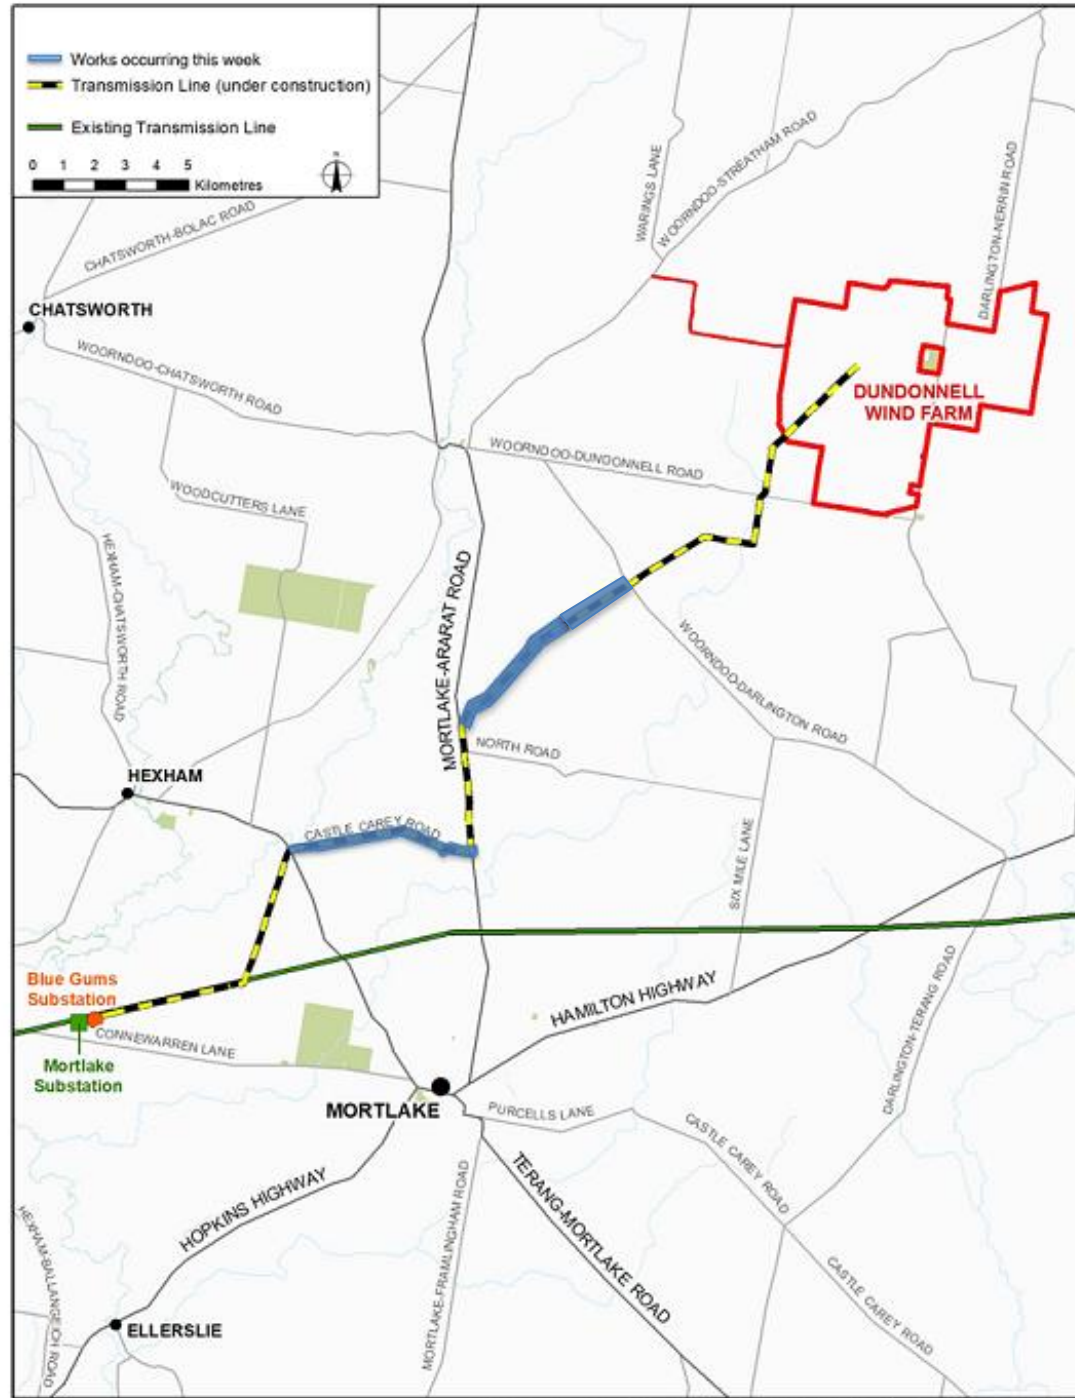 Works occurring this week
Transmission Line (under construction)
Existing Transmission Line
0 1 2 3 4 5
Kilometres
N
WARINGS LANE
WOORNDOO-STREATHAM ROAD
DARLINGTON-NERRIN ROAD
CHATSWORTH-BOLAC ROAD
CHATSWORTH
WOORNDOO-CHATSWORTH ROAD
DUNDONNELL
WIND FARM
WOORNDOO-DUNDONNELL ROAD
WOODCUTTERS LANE
HEXHAM-CHATSWORTH ROAD
MORTLAKE-ARARAT ROAD
WOORNDOO-DARLINGTON ROAD
NORTH ROAD
HEXHAM
CASTLE CAREY ROAD
SIX MILE LANE
Blue Gums
Substation
HAMILTON HIGHWAY
DARLINGTON-TERANG ROAD
CONNEWARREN LANE
Mortlake
Substation
MORTLAKE
PURCELLS LANE
CASTLE CAREY ROAD
TERANG-MORTLAKE ROAD
HOPKINS HIGHWAY
MORTLAKE-FRAMLINGHAM ROAD
HEXHAM-BALLANGEICH ROAD
CASTLE CAREY ROAD
ELLERSLIE